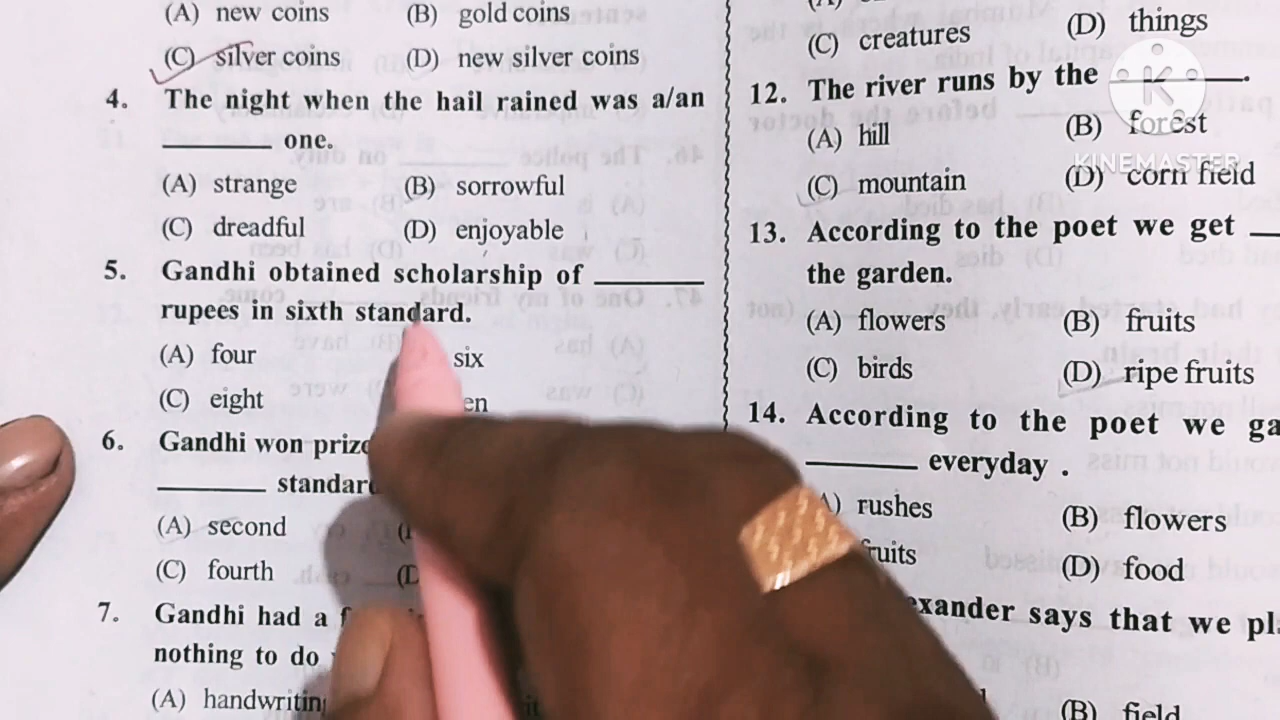 (A) new coins (B) gold coins
(C) silver coins (D) new silver coins
4. The night when the hail rained was a/an
________ one.
(A) strange (B) sorrowful
(C) dreadful (D) enjoyable
5. Gandhi obtained scholarship of ________
rupees in sixth standard.
(A) four six
(C) eight en
6. Gandhi won prize
________ standard
(A) second
(C) fourth (D
7. Gandhi had a
nothing to do
(A) handwriting
(C) creatures (D) things
12. The river runs by the ________.
(A) hill (B) forest
(C) mountain (D) corn field
13. According to the poet we get
the garden.
(A) flowers (B) fruits
(C) birds (D) ripe fruits
14. According to the poet we ga
________ everyday .
A) rushes (B) flowers
fruits (D) food
exander says that we pl
(B) field
KINEMASTER